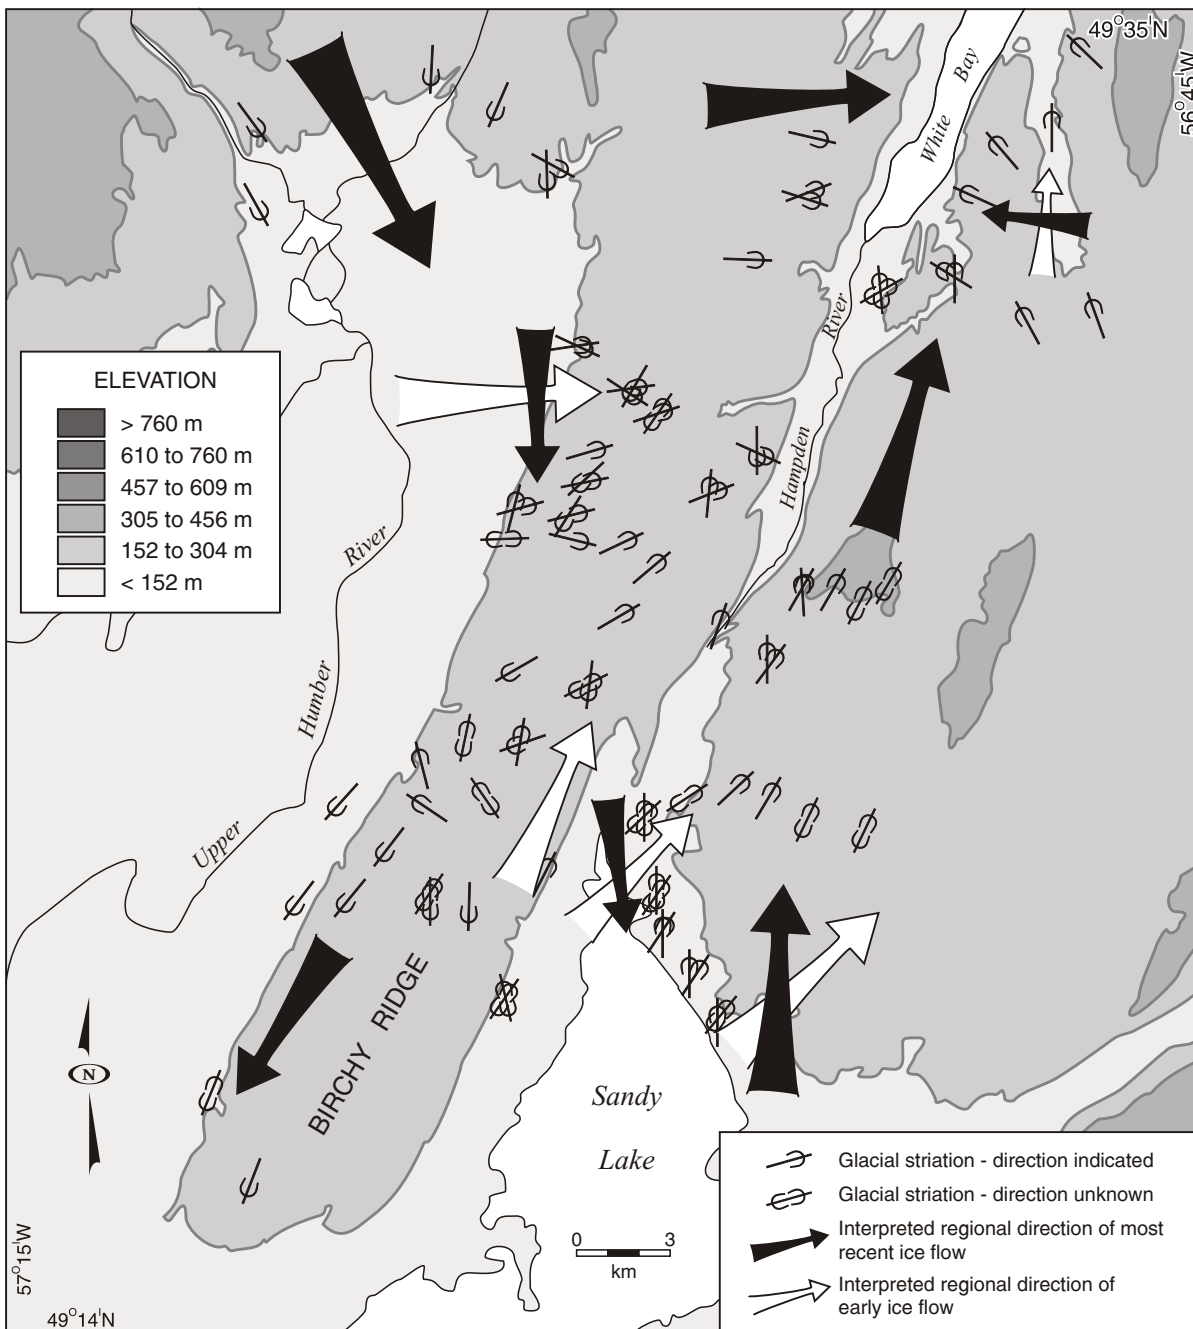 49°35'N
56°45'W
White Bay
River
Hampden
ELEVATION
> 760 m
610 to 760 m
457 to 609 m
305 to 456 m
152 to 304 m
< 152 m
River
Humber
Upper
BIRCHY RIDGE
N
Sandy
Lake
0 3
km
Glacial striation - direction indicated
Glacial striation - direction unknown
Interpreted regional direction of most
recent ice flow
Interpreted regional direction of
early ice flow
57°15'W
49°14'N